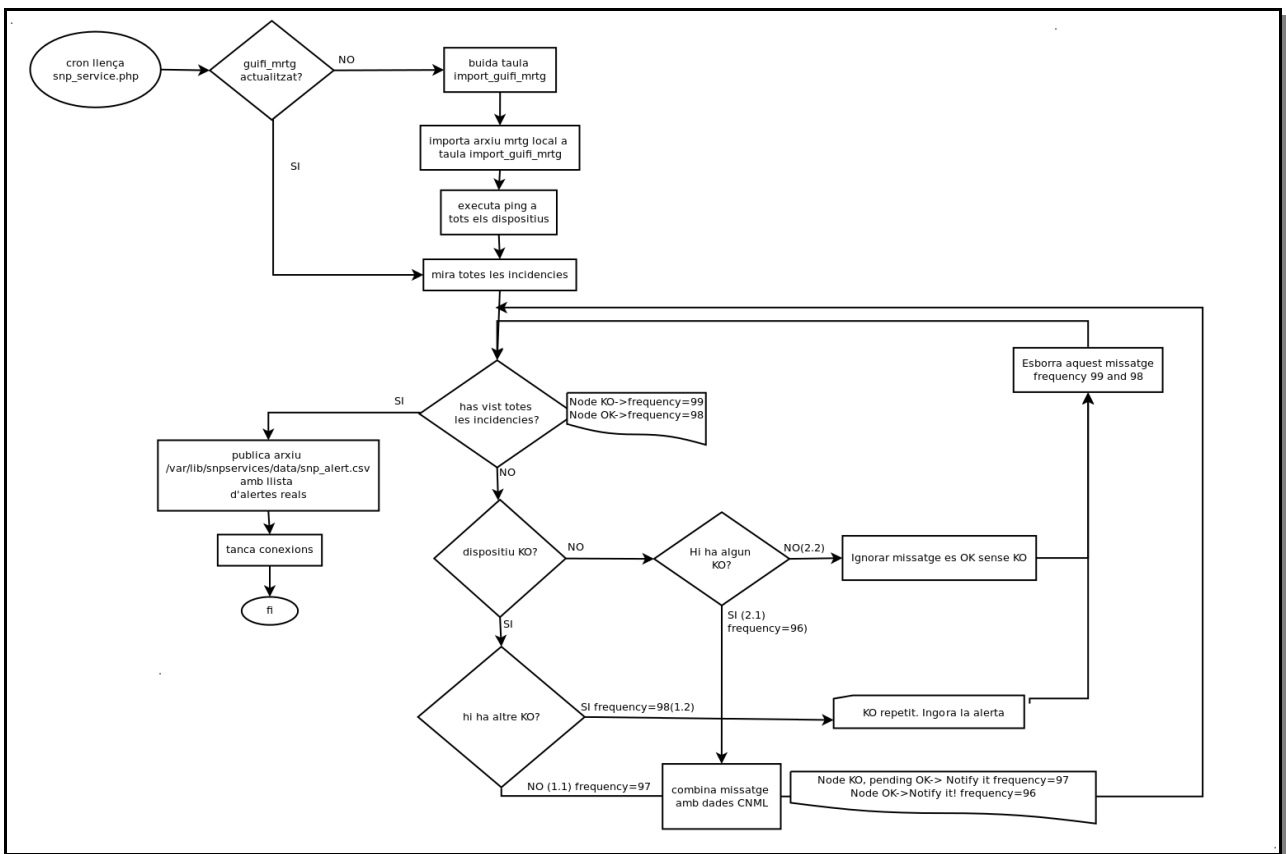 cron llença
snp_service.php
guifi_mrtg
actualitzat?
NO
buida taula
import_guifi_mrtg
importa arxiu mrtg local a
taula import_guifi_mrtg
SI
executa ping a
tots els dispositius
mira totes les incidencies
Esborra aquest missatge
frequency 99 and 98
SI
has vist totes
les incidencies?
Node KO->frequency=99
Node OK->frequency=98
publica arxiu
/var/lib/snpservices/data/snp_alert.csv
amb llista
d'alertes reals
NO
tanca conexions
dispositiu KO?
NO
Hi ha algun
KO?
NO(2.2)
Ignorar missatge es OK sense KO
fi
SI
SI (2.1)
frequency=96)
hi ha altre KO?
SI frequency=98(1.2)
KO repetit. Ingora la alerta
NO (1.1) frequency=97
combina missatge
amb dades CNML
Node KO, pending OK-> Notify it frequency=97
Node OK->Notify it! frequency=96